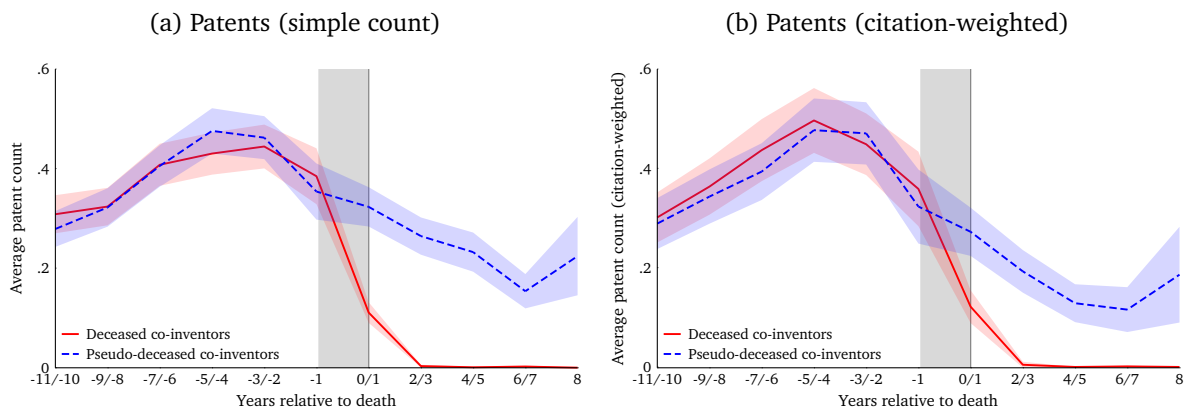 (a) Patents (simple count)
Average patent count
.6
.4
.2
0
Deceased co-inventors
Pseudo-deceased co-inventors
-11/-10 -9/-8 -7/-6 -5/-4 -3/-2 -1 0/1 2/3 4/5 6/7 8
Years relative to death
(b) Patents (citation-weighted)
Average patent count (citation-weighted)
.6
.4
.2
0
Deceased co-inventors
Pseudo-deceased co-inventors
-11/-10 -9/-8 -7/-6 -5/-4 -3/-2 -1 0/1 2/3 4/5 6/7 8
Years relative to death